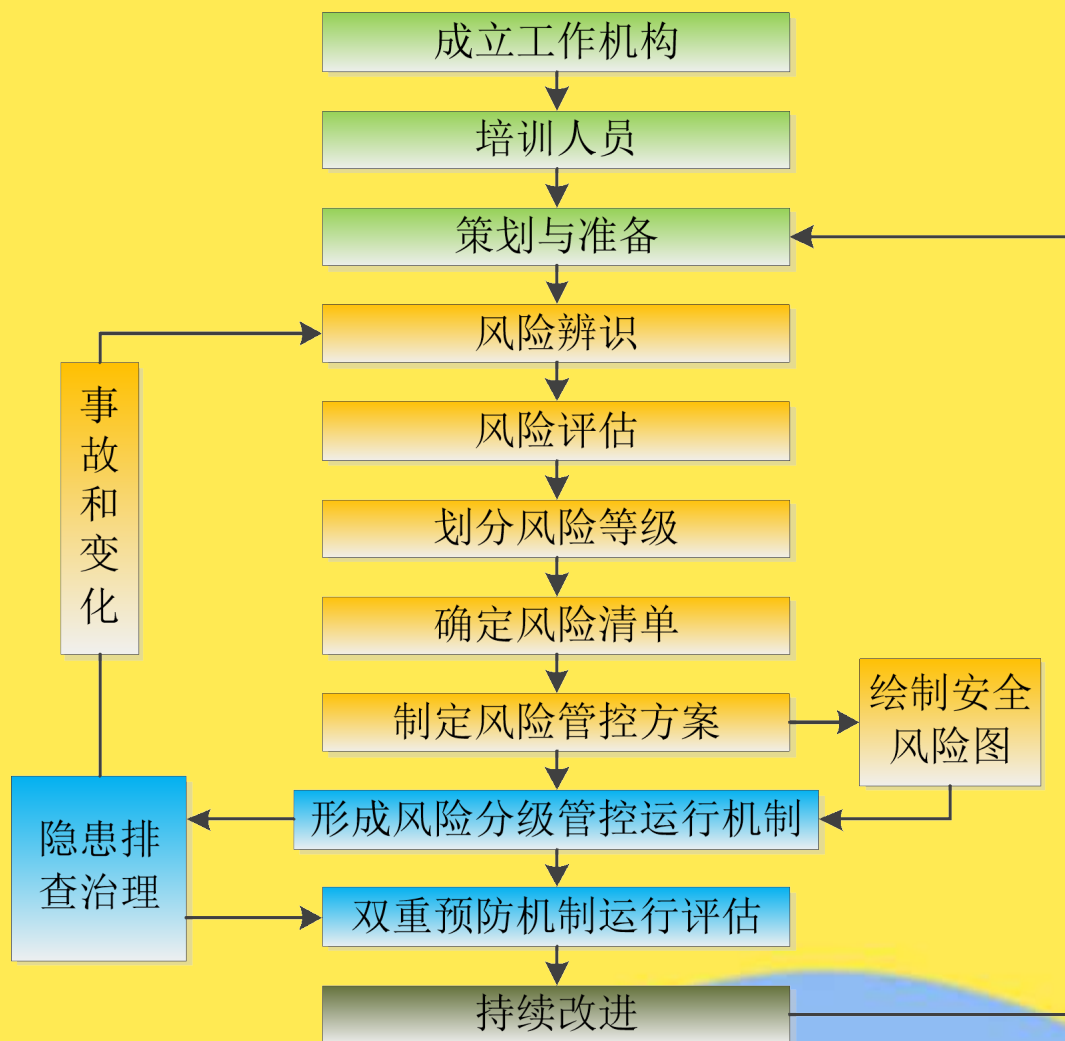 成立工作机构
培训人员
策划与准备
风险辨识
事故和变化
风险评估
划分风险等级
确定风险清单
制定风险管控方案
绘制安全
风险图
形成风险分级管控运行机制
隐患排
查治理
双重预防机制运行评估
持续改进